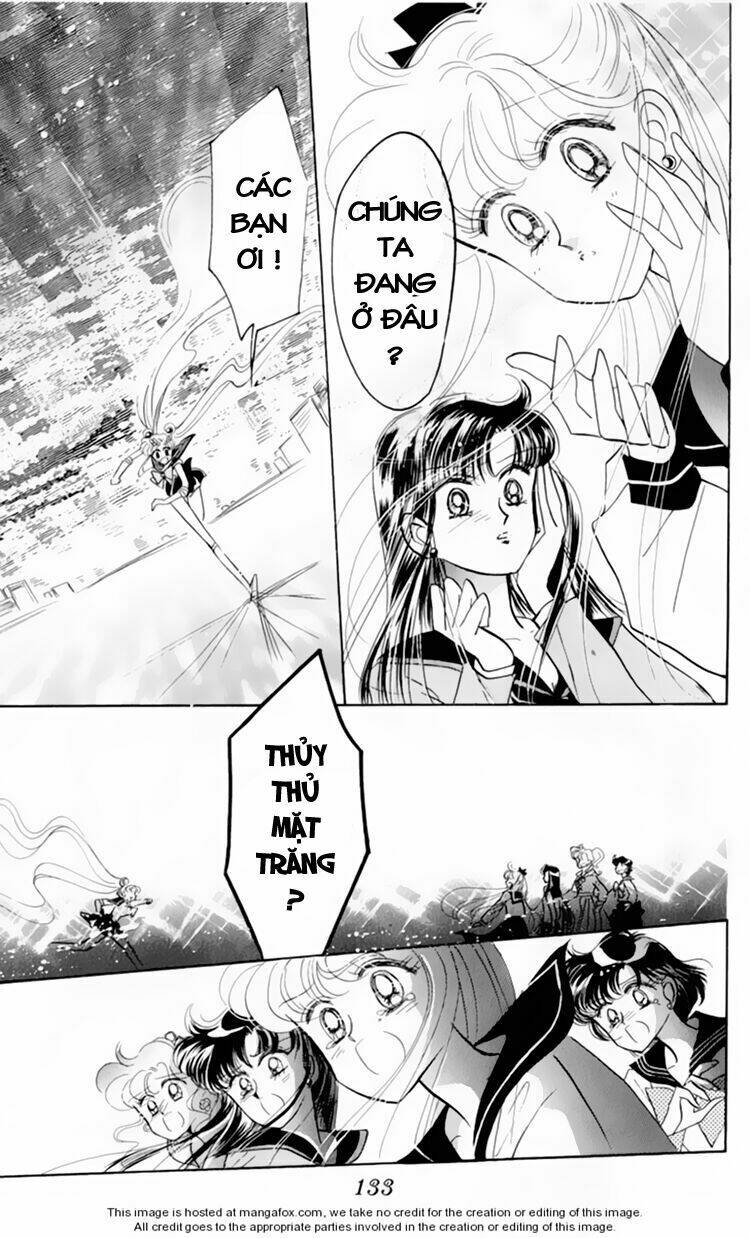 CHÚNG
TA
ĐANG
Ở ĐÂU
?
CÁC
BẠN
ƠI !
THỦY
THỦ
MẶT
TRĂNG
?
133
This image is hosted at mangafox.com, we take no credit for the creation or editing of this image.
All credit goes to the appropriate parties involved in the creation or editing of this image.